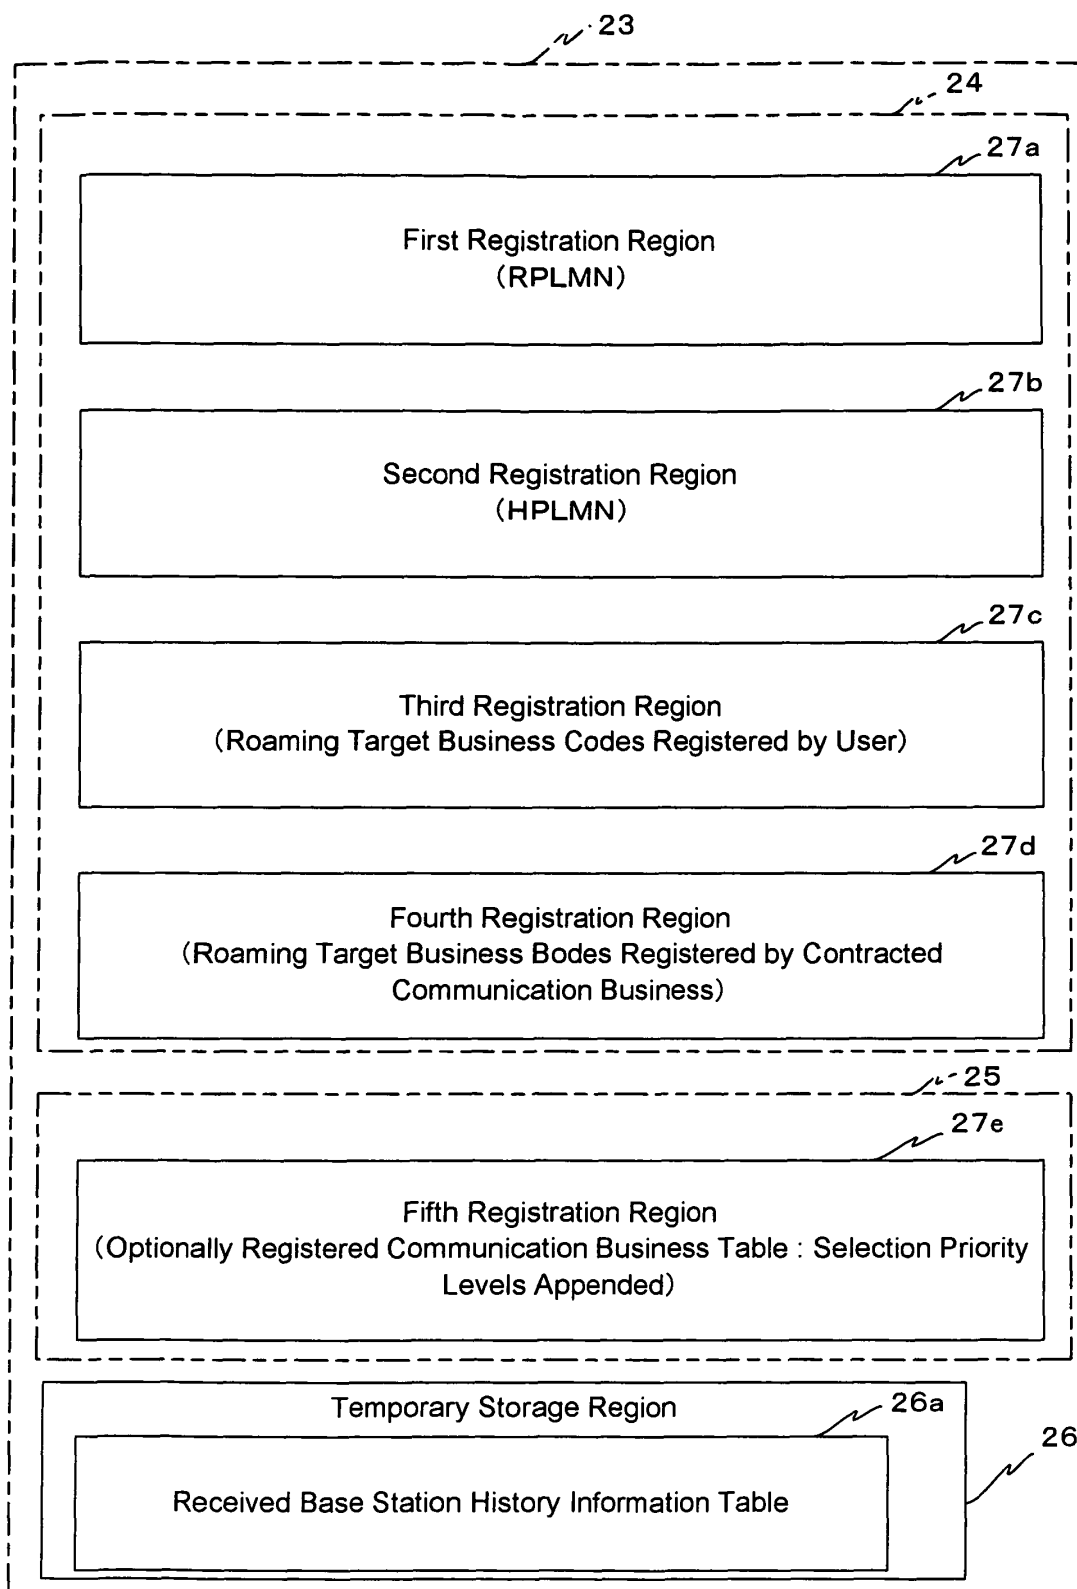 23
24
27a
First Registration Region
(RPLMN)
27b
Second Registration Region
(HPLMN)
27c
Third Registration Region
(Roaming Target Business Codes Registered by User)
27d
Fourth Registration Region
(Roaming Target Business Bodes Registered by Contracted
Communication Business)
25
27e
Fifth Registration Region
(Optionally Registered Communication Business Table : Selection Priority
Levels Appended)
Temporary Storage Region
26a
26
Received Base Station History Information Table